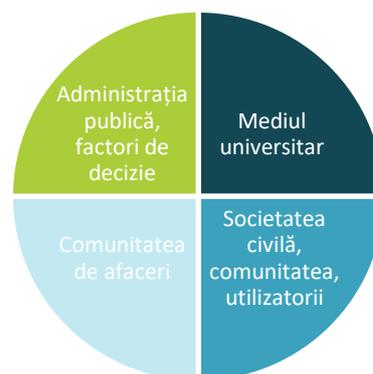 Administrația
publică,
factori de
decizie
Mediul
universitar
Comunitatea
de afaceri
Societatea
civilă,
comunitatea,
utilizatorii